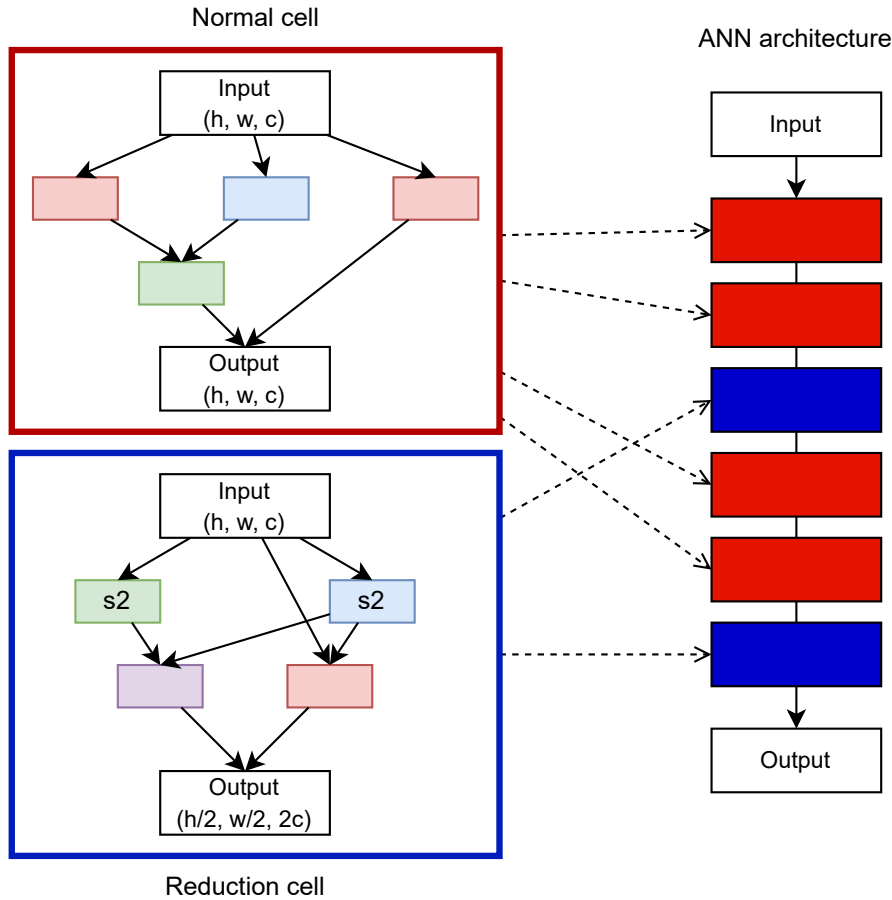 Normal cell
Input
(h, w, c)
Output
(h, w, c)
Input
(h, w, c)
s2
s2
Output
(h/2, w/2, 2c)
Reduction cell
ANN architecture
Input
Output